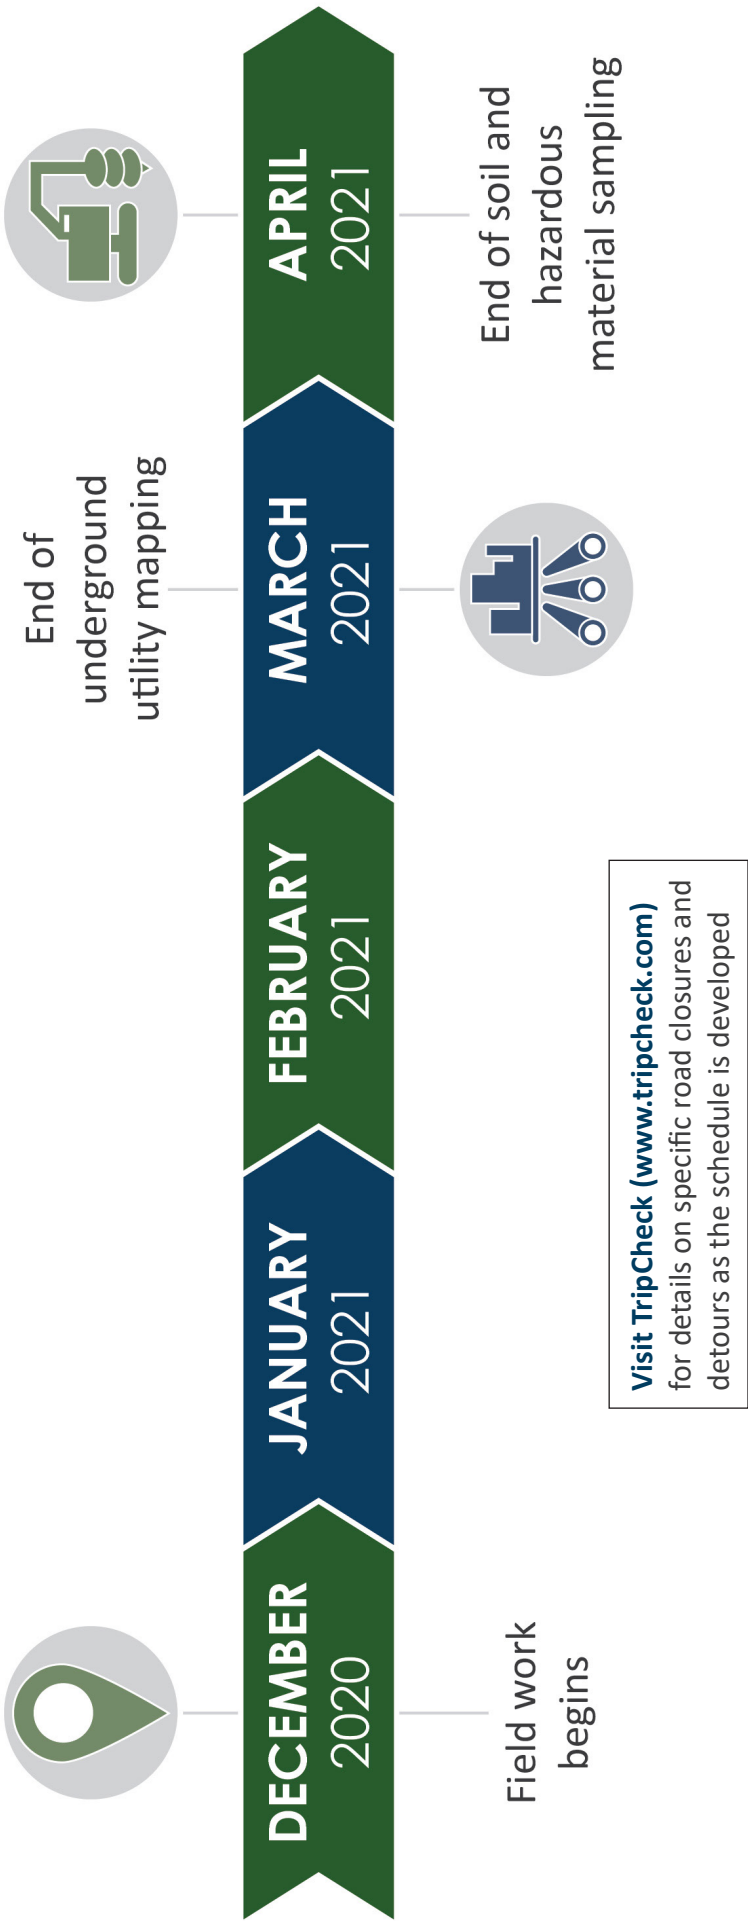 DECEMBER
2020
Field work
begins
JANUARY
2021
FEBRUARY
2021
End of
underground
utility mapping
MARCH
2021
APRIL
2021
End of soil and
hazardous
material sampling
Visit TripCheck (www.tripcheck.com)
for details on specific road closures and
detours as the schedule is developed